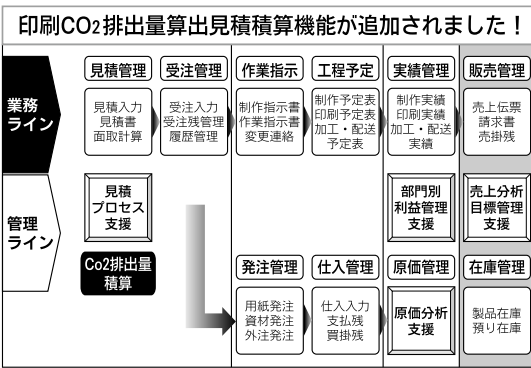 印刷CO2排出量算出見積積算機能が追加されました！
業務
ライン
見積管理
見積入力
見積書
面取計算
受注管理
受注入力
受注残管理
履歴管理
作業指示
制作指示書
作業指示書
変更連絡
工程予定
制作予定表
印刷予定表
加工・配送
予定表
実績管理
制作実績
印刷実績
加工・配送
実績
販売管理
売上伝票
請求書
売掛残
管理
ライン
見積
プロセス
支援
Co2排出量
積算
部門別
利益管理
支援
売上分析
目標管理
支援
発注管理
用紙発注
資材発注
外注発注
仕入管理
仕入入力
支払残
買掛残
原価管理
原価分析
支援
在庫管理
製品在庫
預り在庫